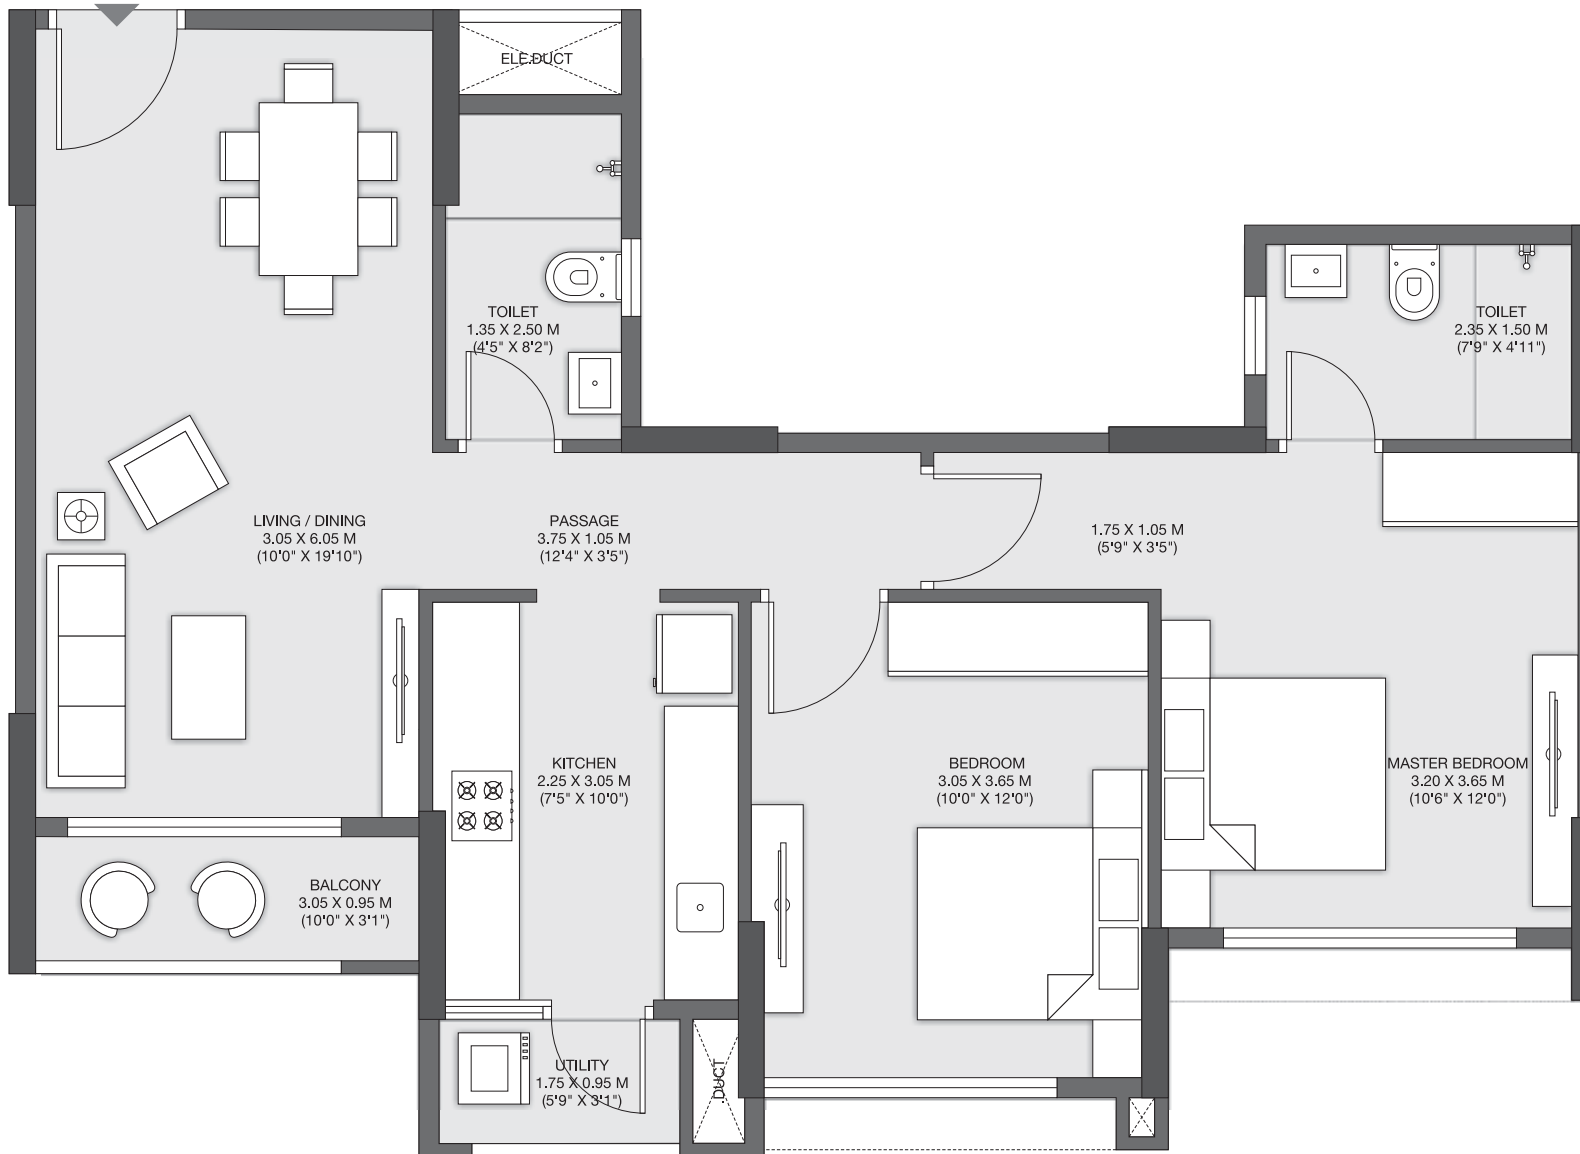 ELE.DUCT
TOILET
1.35 X 2.50 M
(4'5" X 8'2")
TOILET
2.35 X 1.50 M
(7'9" X 4'11")
LIVING / DINING
3.05 X 6.05 M
(10'0" X 19'10")
PASSAGE
3.75 X 1.05 M
(12'4" X 3'5")
1.75 X 1.05 M
(5'9" X 3'5")
KITCHEN
2.25 X 3.05 M
(7'5" X 10'0")
BEDROOM
3.05 X 3.65 M
(10'0" X 12'0")
MASTER BEDROOM
3.20 X 3.65 M
(10'6" X 12'0")
BALCONY
3.05 X 0.95 M
(10'0" X 3'1")
UTILITY
1.75 X 0.95 M
(5'9" X 3'1")
DUCT